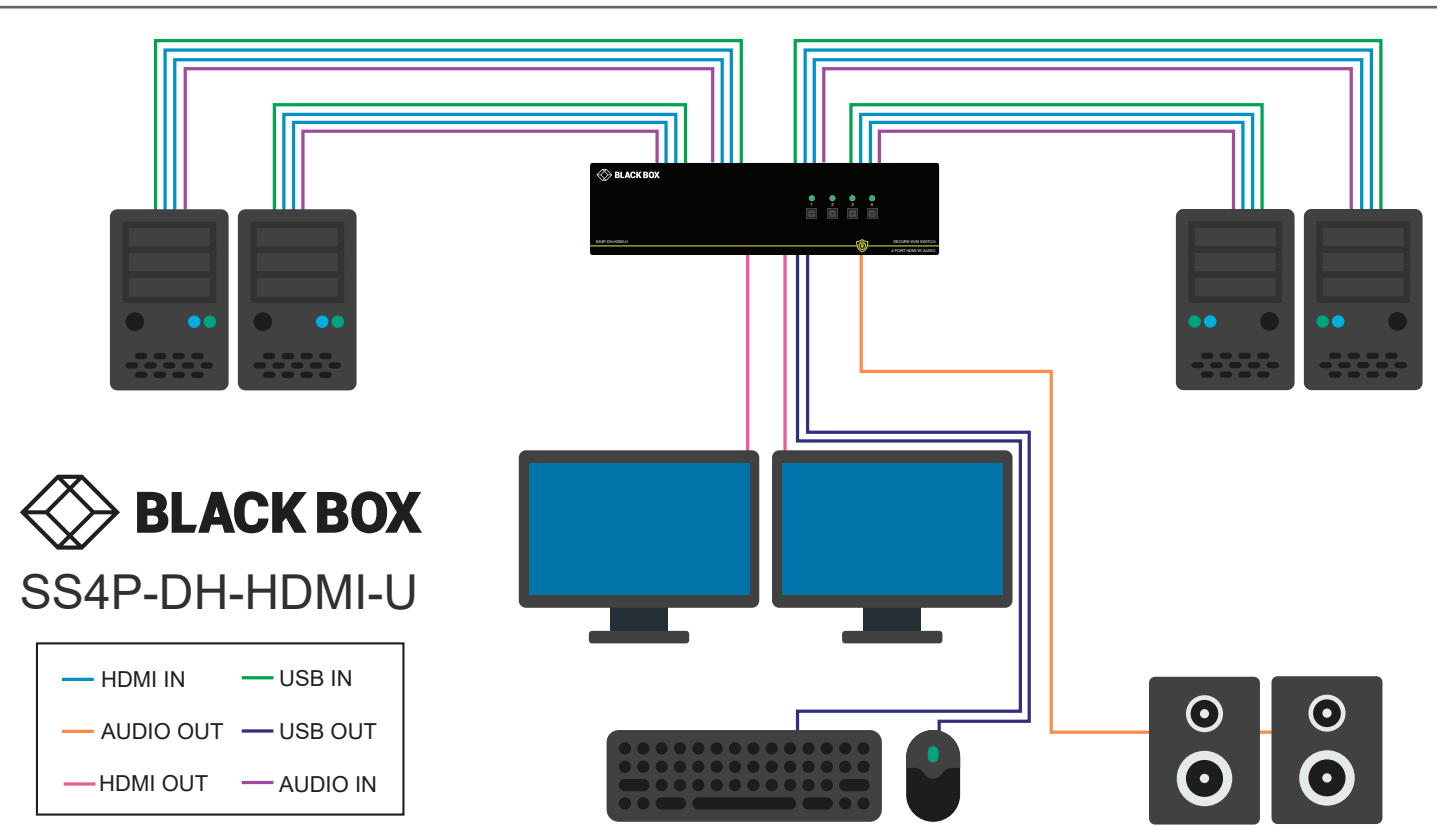 BLACK BOX
1 2 3 4
SS4P-DH-HDMI-U
SECURE KVM SWITCH
4 PORT HDMI W/ AUDIO
BLACK BOX
SS4P-DH-HDMI-U
HDMI IN
USB IN
AUDIO OUT
USB OUT
HDMI OUT
AUDIO IN